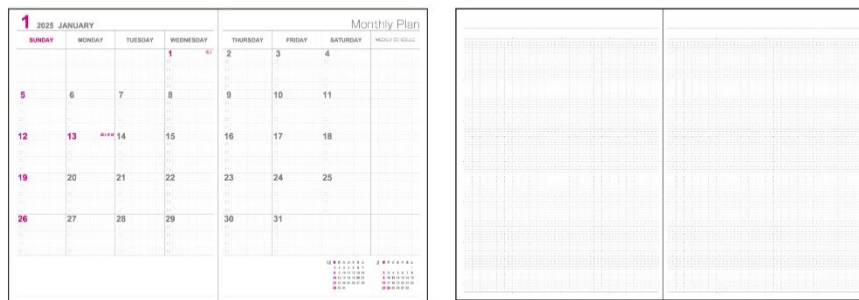 1 2025 JANUARY Monthly Plan
SUNDAY MONDAY TUESDAY WEDNESDAY THURSDAY FRIDAY SATURDAY WEEKLY SCHEDULE
1 2 3 4
5 6 7 8 9 10 11
12 13 14 15 16 17 18
19 20 21 22 23 24 25
26 27 28 29 30 31